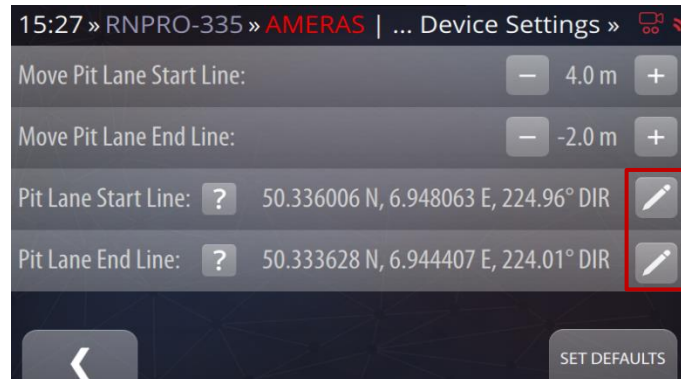 15:27 » RNPRO-335 » AMERAS | ... Device Settings »
Move Pit Lane Start Line: − 4.0 m +
Move Pit Lane End Line: − -2.0 m +
Pit Lane Start Line: ? 50.336006 N, 6.948063 E, 224.96° DIR
Pit Lane End Line: ? 50.333628 N, 6.944407 E, 224.01° DIR
SET DEFAULTS